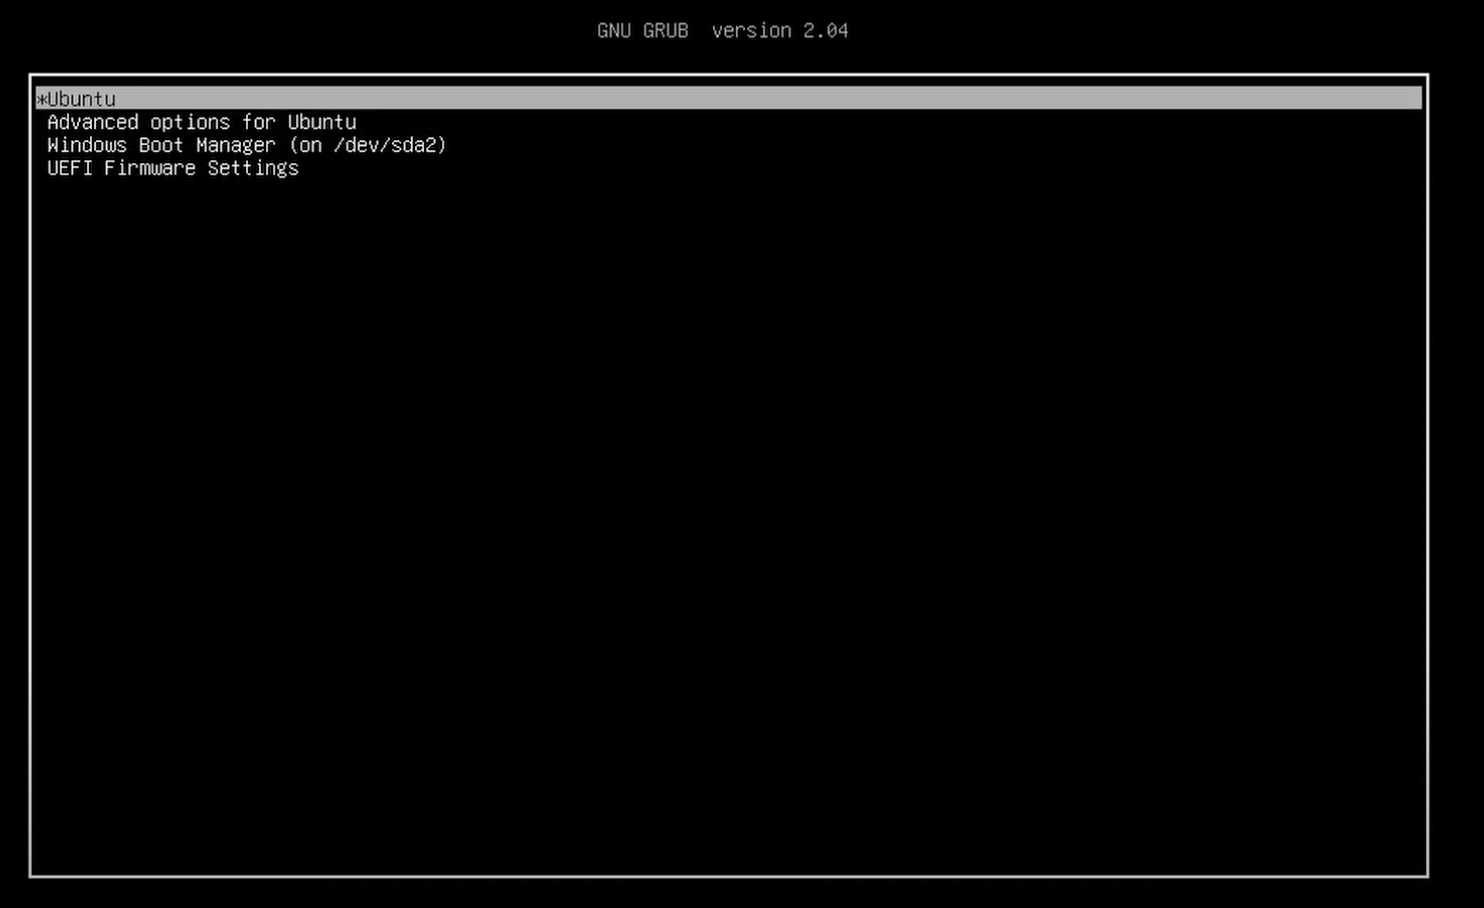 GNU GRUB  version 2.04
*Ubuntu
Advanced options for Ubuntu
Windows Boot Manager (on /dev/sda2)
UEFI Firmware Settings